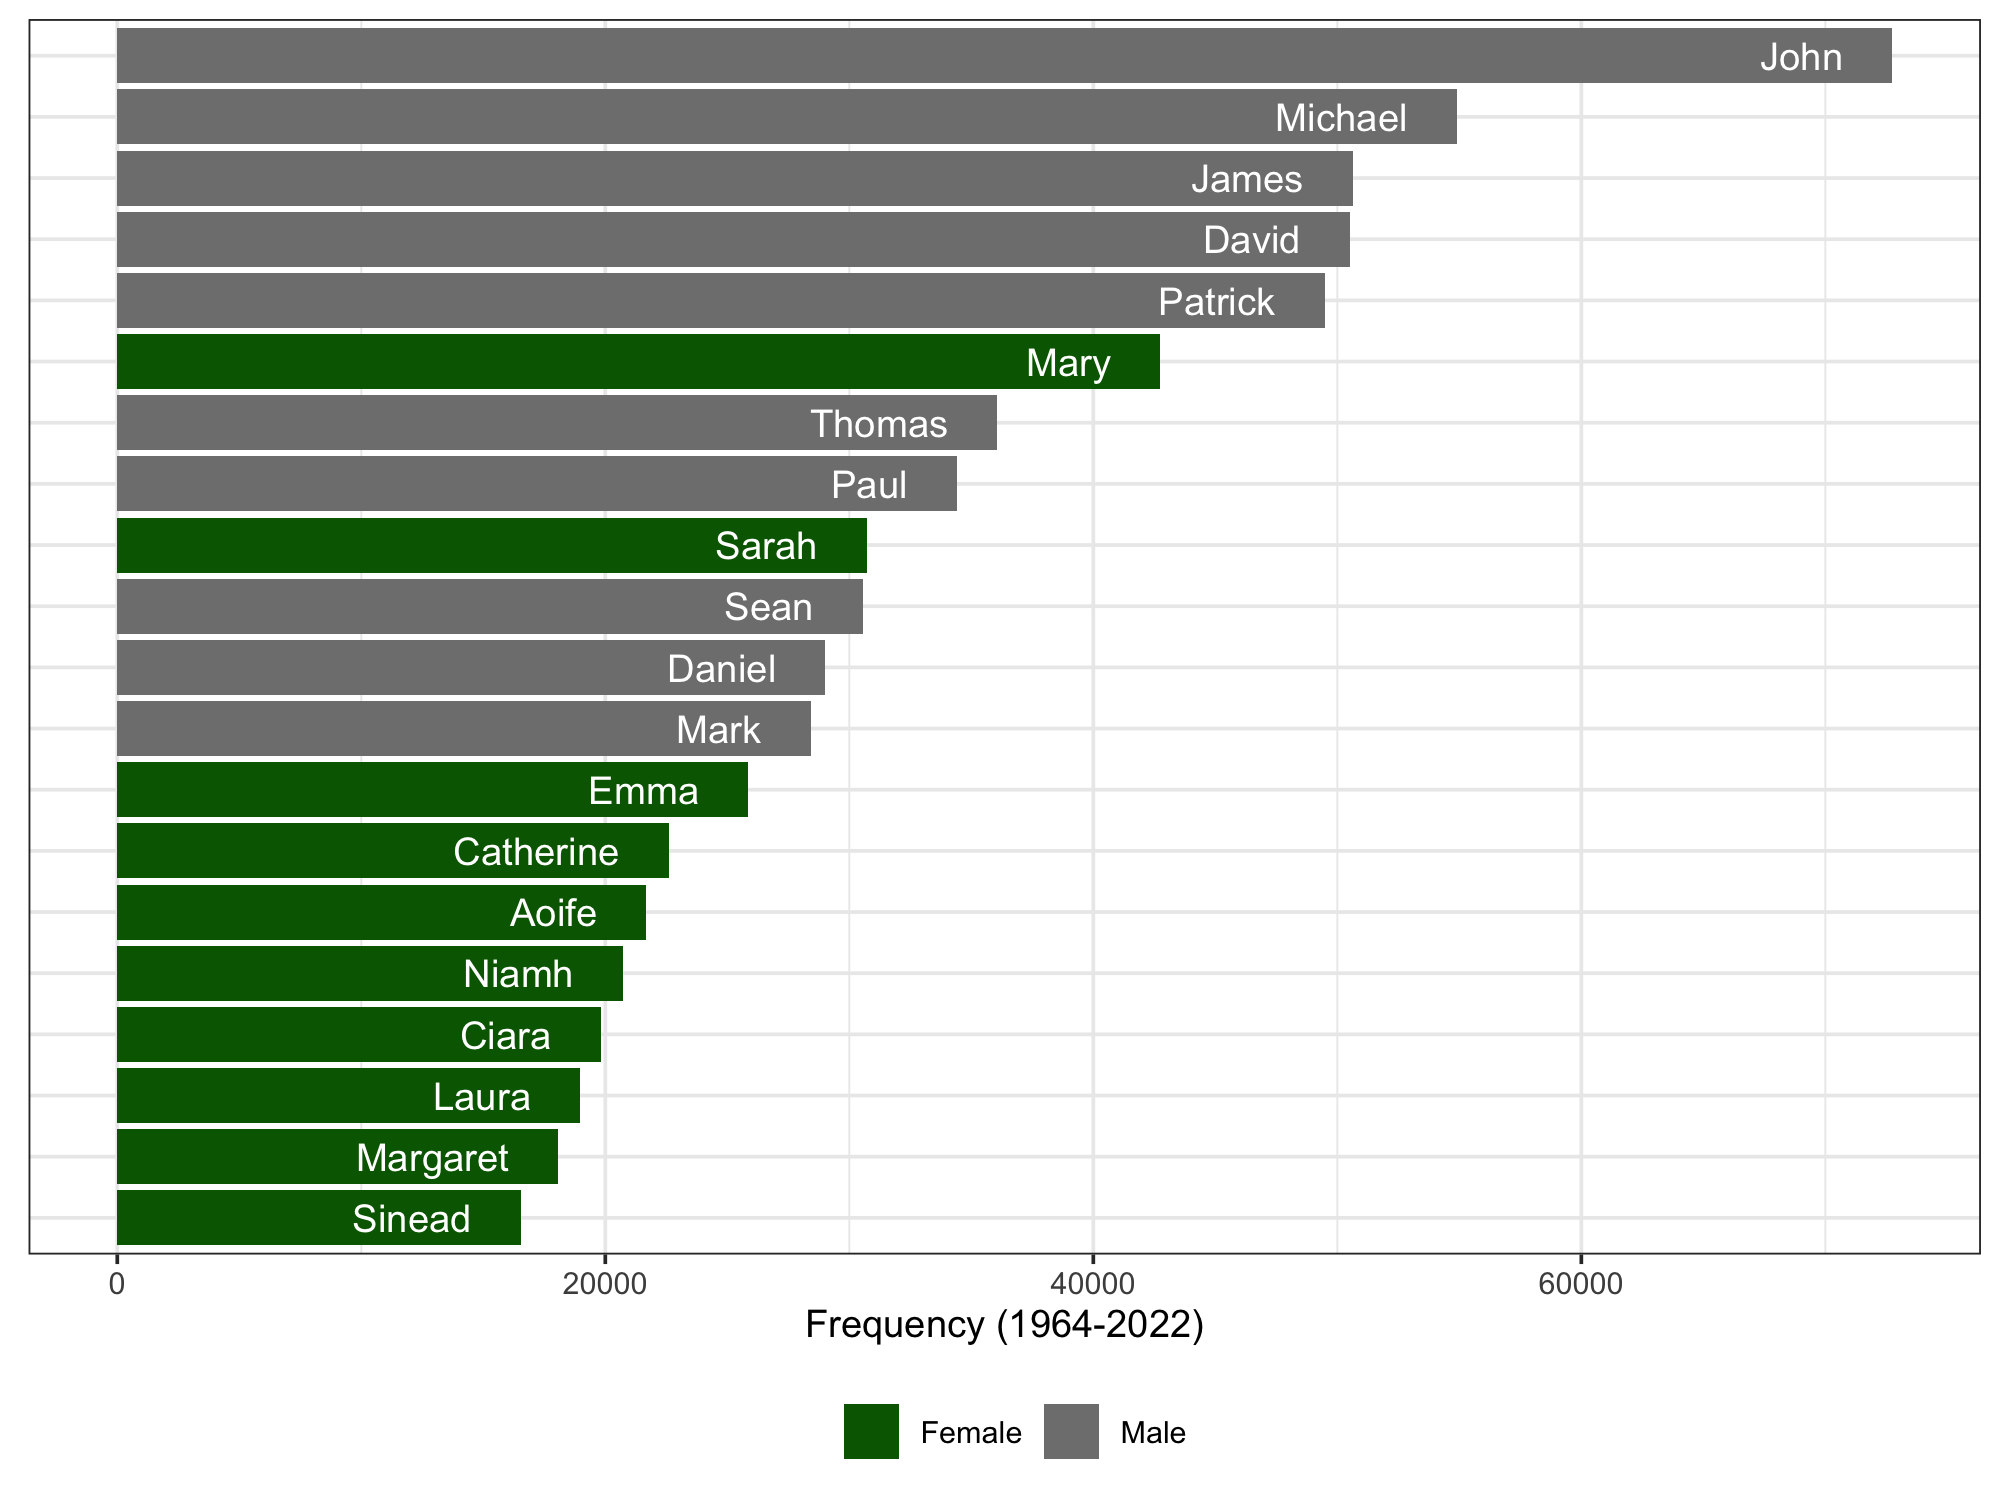 John
Michael
James
David
Patrick
Mary
Thomas
Paul
Sarah
Sean
Daniel
Mark
Emma
Catherine
Aoife
Niamh
Ciara
Laura
Margaret
Sinead
0 20000 40000 60000
Frequency (1964-2022)
Female Male